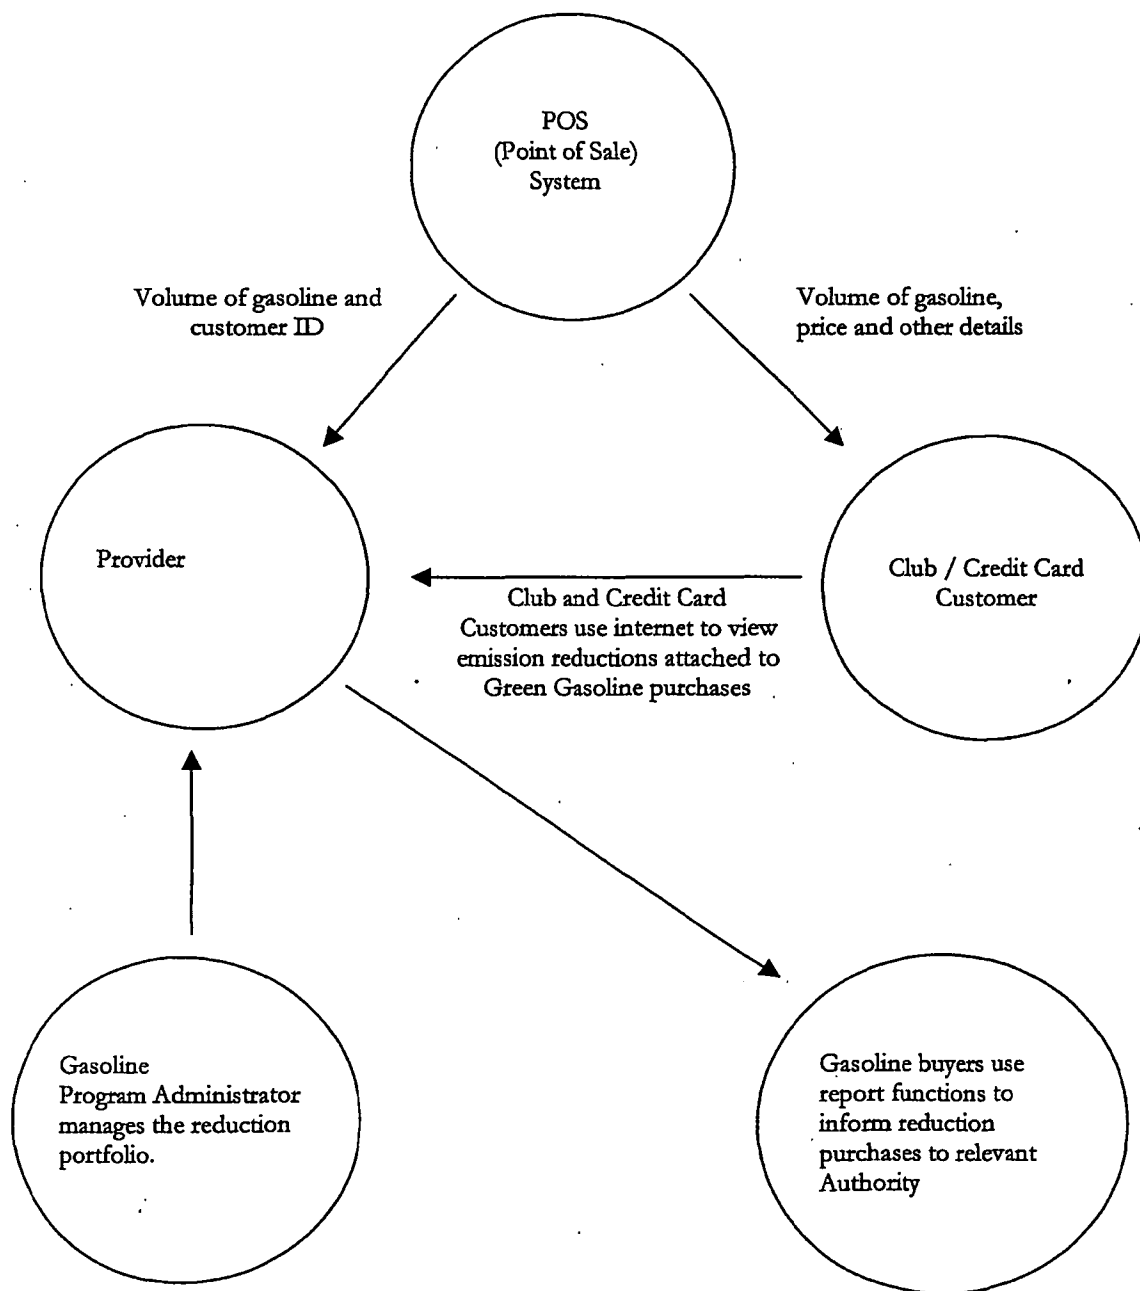 POS
(Point of Sale)
System
Volume of gasoline and
customer ID
Volume of gasoline,
price and other details
Provider
Club / Credit Card
Customer
Club and Credit Card
Customers use internet to view
emission reductions attached to
Green Gasoline purchases
Gasoline
Program Administrator
manages the reduction
portfolio.
Gasoline buyers use
report functions to
inform reduction
purchases to relevant
Authority